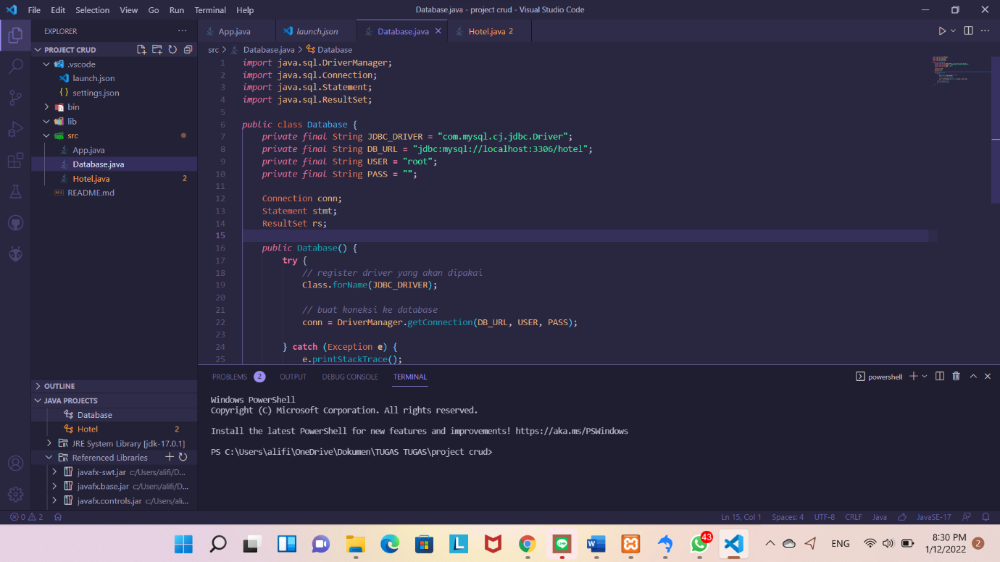 File Edit Selection View Go Run Terminal Help
Database.java - project crud - Visual Studio Code
EXPLORER
PROJECT CRUD
.vscode
launch.json
{} settings.json
bin
lib
src
App.java
Database.java
Hotel.java 2
README.md
OUTLINE
JAVA PROJECTS
Database
Hotel 2
JRE System Library [jdk-17.0.1]
Referenced Libraries
javafx-swt.jar c:/Users/alifi/D...
javafx.base.jar c:/Users/alifi/D...
javafx.controls.jar c:/Users/ali...
App.java launch.json Database.java Hotel.java 2
src > Database.java > Database
1 import java.sql.DriverManager;
2 import java.sql.Connection;
3 import java.sql.Statement;
4 import java.sql.ResultSet;
5
6 public class Database {
7 private final String JDBC_DRIVER = "com.mysql.cj.jdbc.Driver";
8 private final String DB_URL = "jdbc:mysql://localhost:3306/hotel";
9 private final String USER = "root";
10 private final String PASS = "";
11
12 Connection conn;
13 Statement stmt;
14 ResultSet rs;
15
16 public Database() {
17 try {
18 // register driver yang akan dipakai
19 Class.forName(JDBC_DRIVER);
20
21 // buat koneksi ke database
22 conn = DriverManager.getConnection(DB_URL, USER, PASS);
23
24 } catch (Exception e) {
25 e.printStackTrace();
PROBLEMS 2 OUTPUT DEBUG CONSOLE TERMINAL
powershell
Windows PowerShell
Copyright (C) Microsoft Corporation. All rights reserved.
Install the latest PowerShell for new features and improvements! https://aka.ms/PSWindows
PS C:\Users\alifi\OneDrive\Dokumen\TUGAS TUGAS\project crud>
0 2
Ln 15, Col 1 Spaces: 4 UTF-8 CRLF Java JavaSE-17
L
W
LINE
43
ENG
8:30 PM
1/12/2022
2